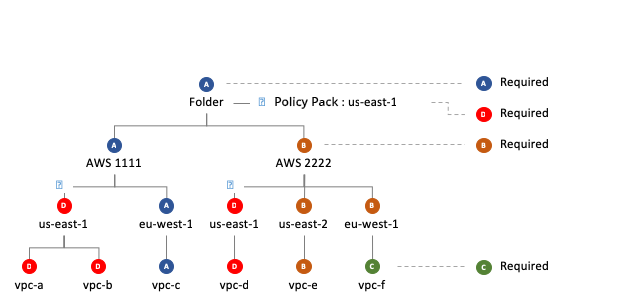 A A Required
Folder ? Policy Pack : us-east-1
D Required
A B B Required
AWS 1111 AWS 2222
? ?
D A D B B
us-east-1 eu-west-1 us-east-1 us-east-2 eu-west-1
D D A D B C C Required
vpc-a vpc-b vpc-c vpc-d vpc-e vpc-f